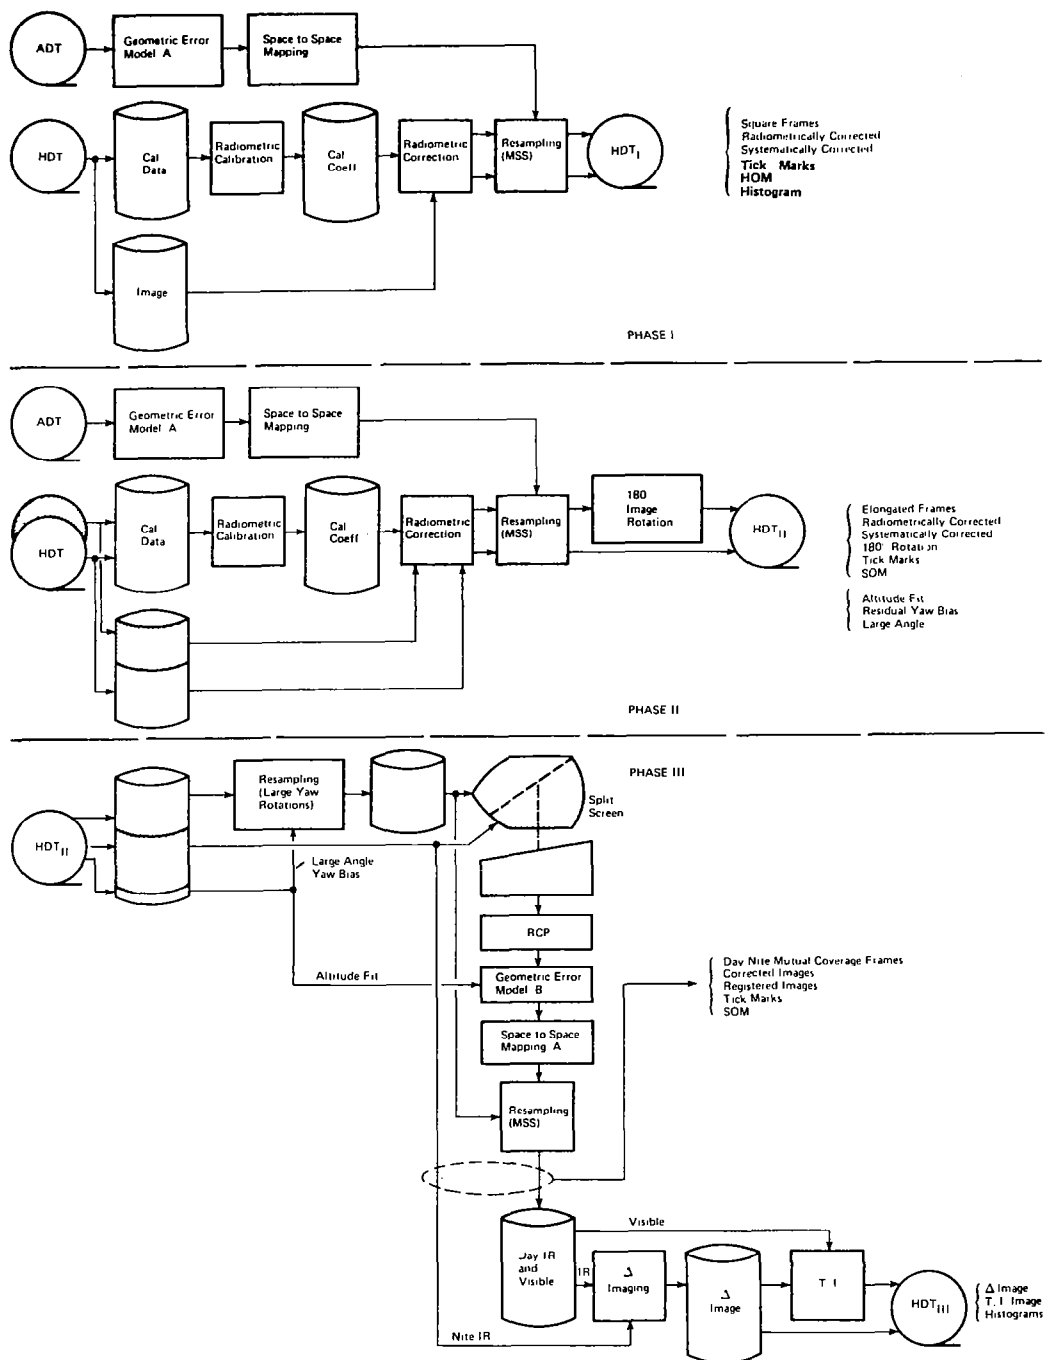 ADT
Geometric Error
Model A
Space to Space
Mapping
HDT
Cal
Data
Radiometric
Calibration
Cal
Coeff
Radiometric
Correction
Resampling
(MSS)
HDT I
Square Frames
Radiometrically Corrected
Systematically Corrected
Tick Marks
HOM
Histogram
Image
PHASE I
ADT
Geometric Error
Model A
Space to Space
Mapping
HDT
Cal
Data
Radiometric
Calibration
Cal
Coeff
Radiometric
Correction
Resampling
(MSS)
180
Image
Rotation
HDT II
Elongated Frames
Radiometrically Corrected
Systematically Corrected
180° Rotation
Tick Marks
SOM
Altitude Fit
Residual Yaw Bias
Large Angle
PHASE II
PHASE III
HDT II
Resampling
(Large Yaw
Rotations)
Split
Screen
Large Angle
Yaw Bias
RCP
Altitude Fit
Geometric Error
Model B
Space to Space
Mapping A
Resampling
(MSS)
Day Nite Mutual Coverage Frames
Corrected Images
Registered Images
Tick Marks
SOM
Visible
Day IR
and
Visible
IR
Δ
Imaging
Δ
Image
T. I
HDT III
Δ Image
T. I Image
Histograms
Nite IR